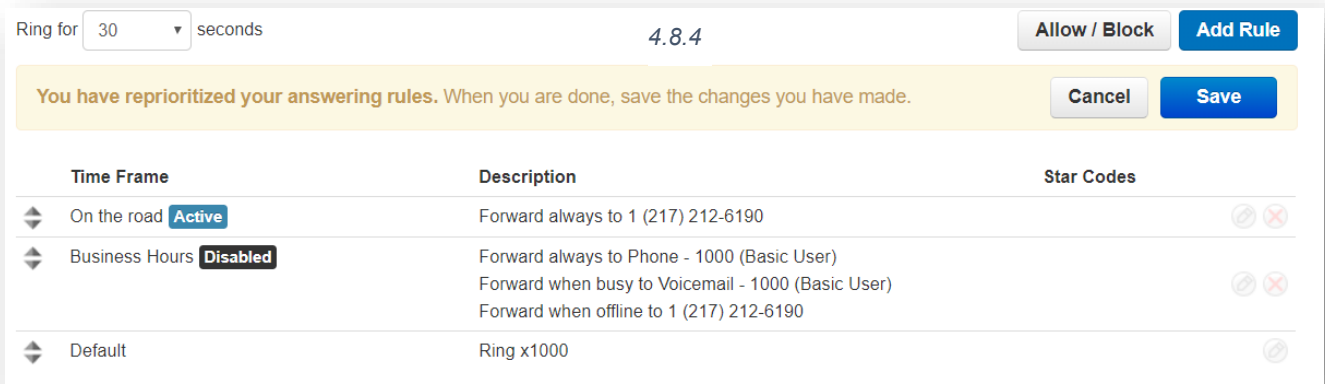 Ring for 30 seconds 4.8.4 Allow / Block Add Rule
You have reprioritized your answering rules. When you are done, save the changes you have made. Cancel Save
Time Frame Description Star Codes
On the road Active Forward always to 1 (217) 212-6190
Business Hours Disabled Forward always to Phone - 1000 (Basic User)
Forward when busy to Voicemail - 1000 (Basic User)
Forward when offline to 1 (217) 212-6190
Default Ring x1000